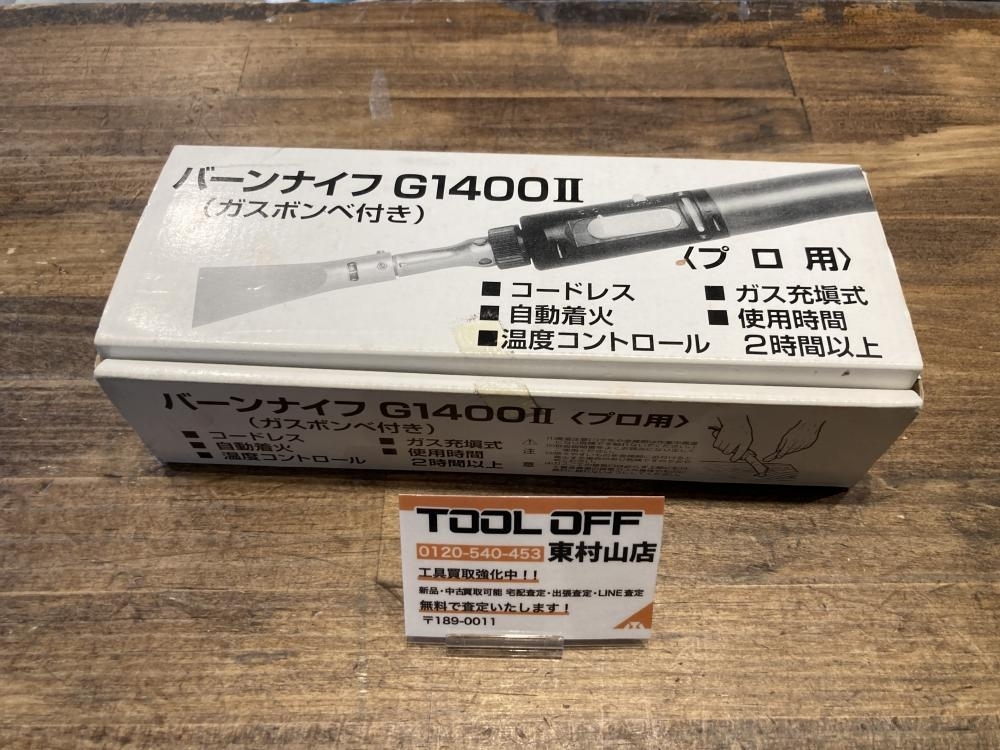 バーンナイフ G1400Ⅱ
（ガスボンベ付き）
〈プロ用〉
■ コードレス ■ ガス充塡式
■ 自動着火 ■ 使用時間
■ 温度コントロール 2時間以上
バーンナイフ G1400Ⅱ 〈プロ用〉
（ガスボンベ付き）
■ コードレス ■ ガス充塡式
■ 自動着火 ■ 使用時間
■ 温度コントロール 2時間以上
注
意
TOOL OFF
0120-540-453 東村山店
工具買取強化中！！
新品・中古買取可能 宅配査定・出張査定・LINE査定
無料で査定いたします！
〒189-0011